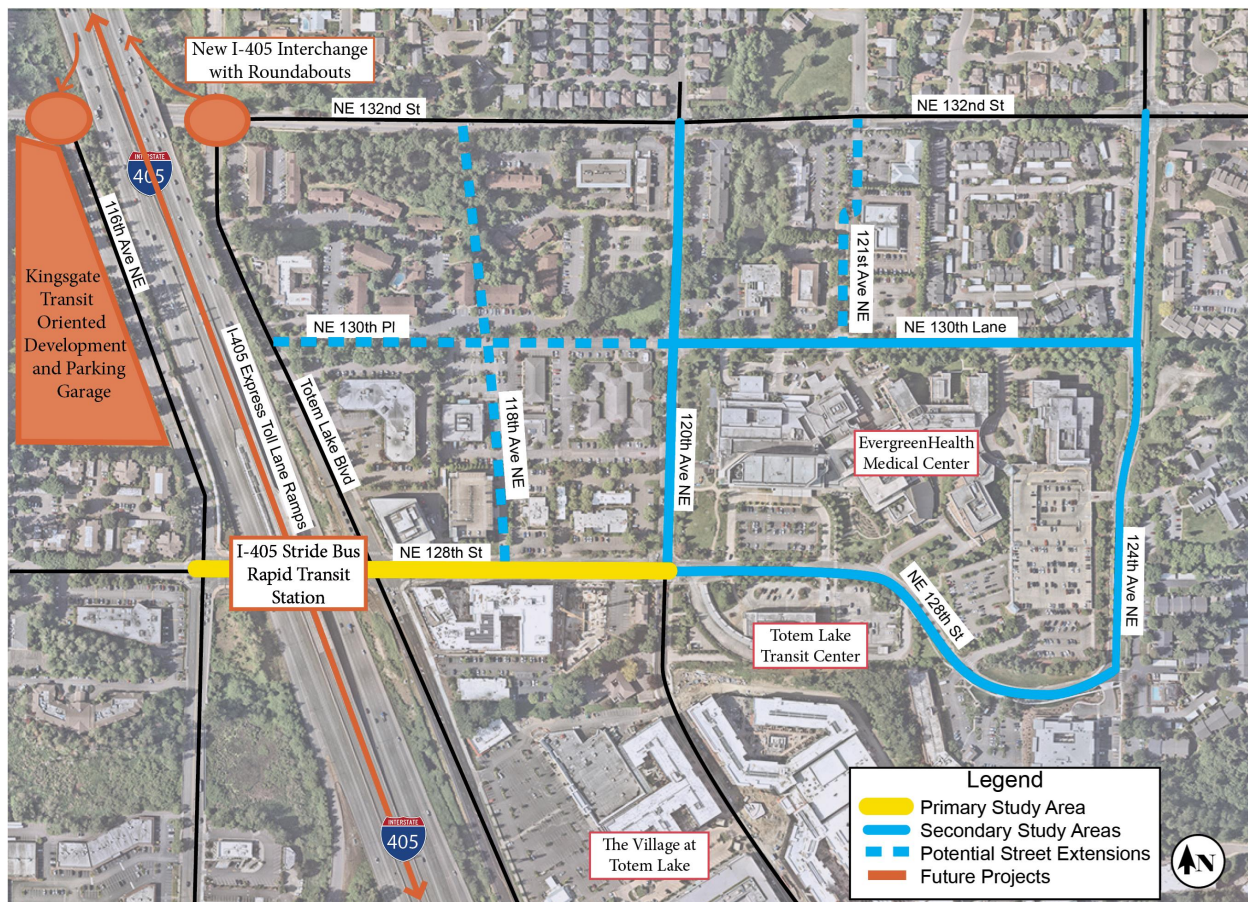 New I-405 Interchange
with Roundabouts
NE 132nd St
NE 132nd St
INTERSTATE
405
116th Ave NE
Kingsgate
Transit
Oriented
Development
and Parking
Garage
121st Ave NE
NE 130th Pl
NE 130th Lane
I-405 Express Toll Lane Ramps
Totem Lake Blvd
118th Ave NE
120th Ave NE
EvergreenHealth
Medical Center
124th Ave NE
NE 128th St
I-405 Stride Bus
Rapid Transit
Station
NE 128th St
Totem Lake
Transit Center
INTERSTATE
405
The Village at
Totem Lake
Legend
Primary Study Area
Secondary Study Areas
Potential Street Extensions
Future Projects
N